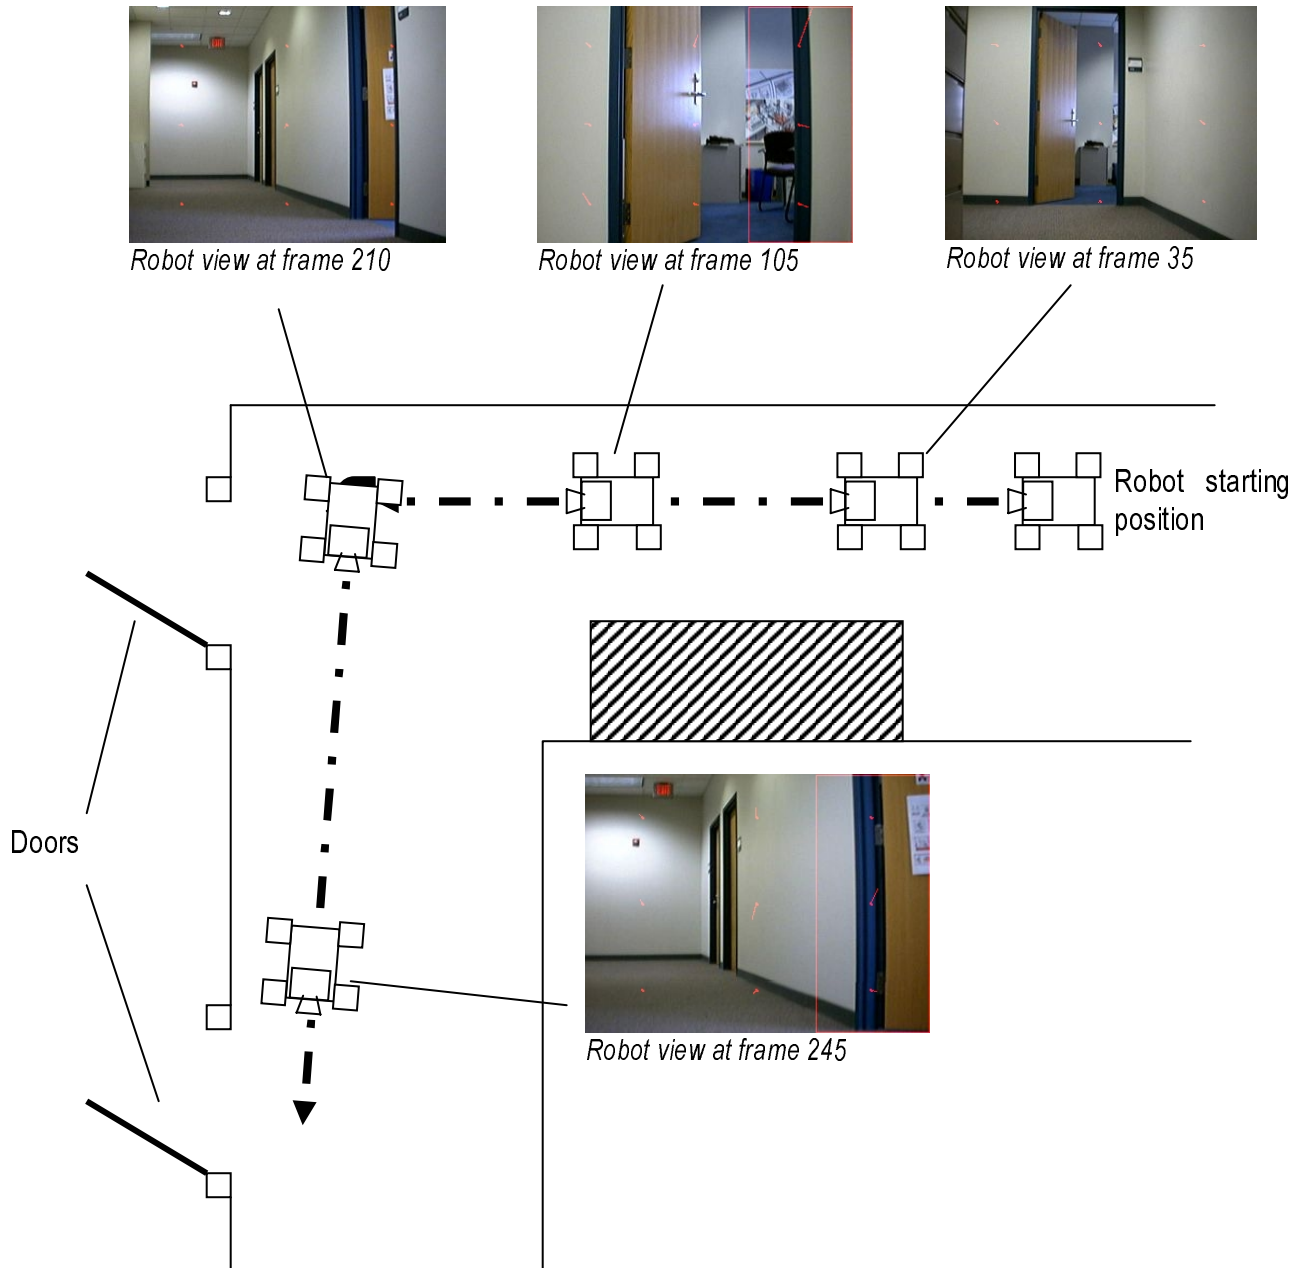 Robot view at frame 210
Robot view at frame 105
Robot view at frame 35
Robot starting
position
Doors
Robot view at frame 245